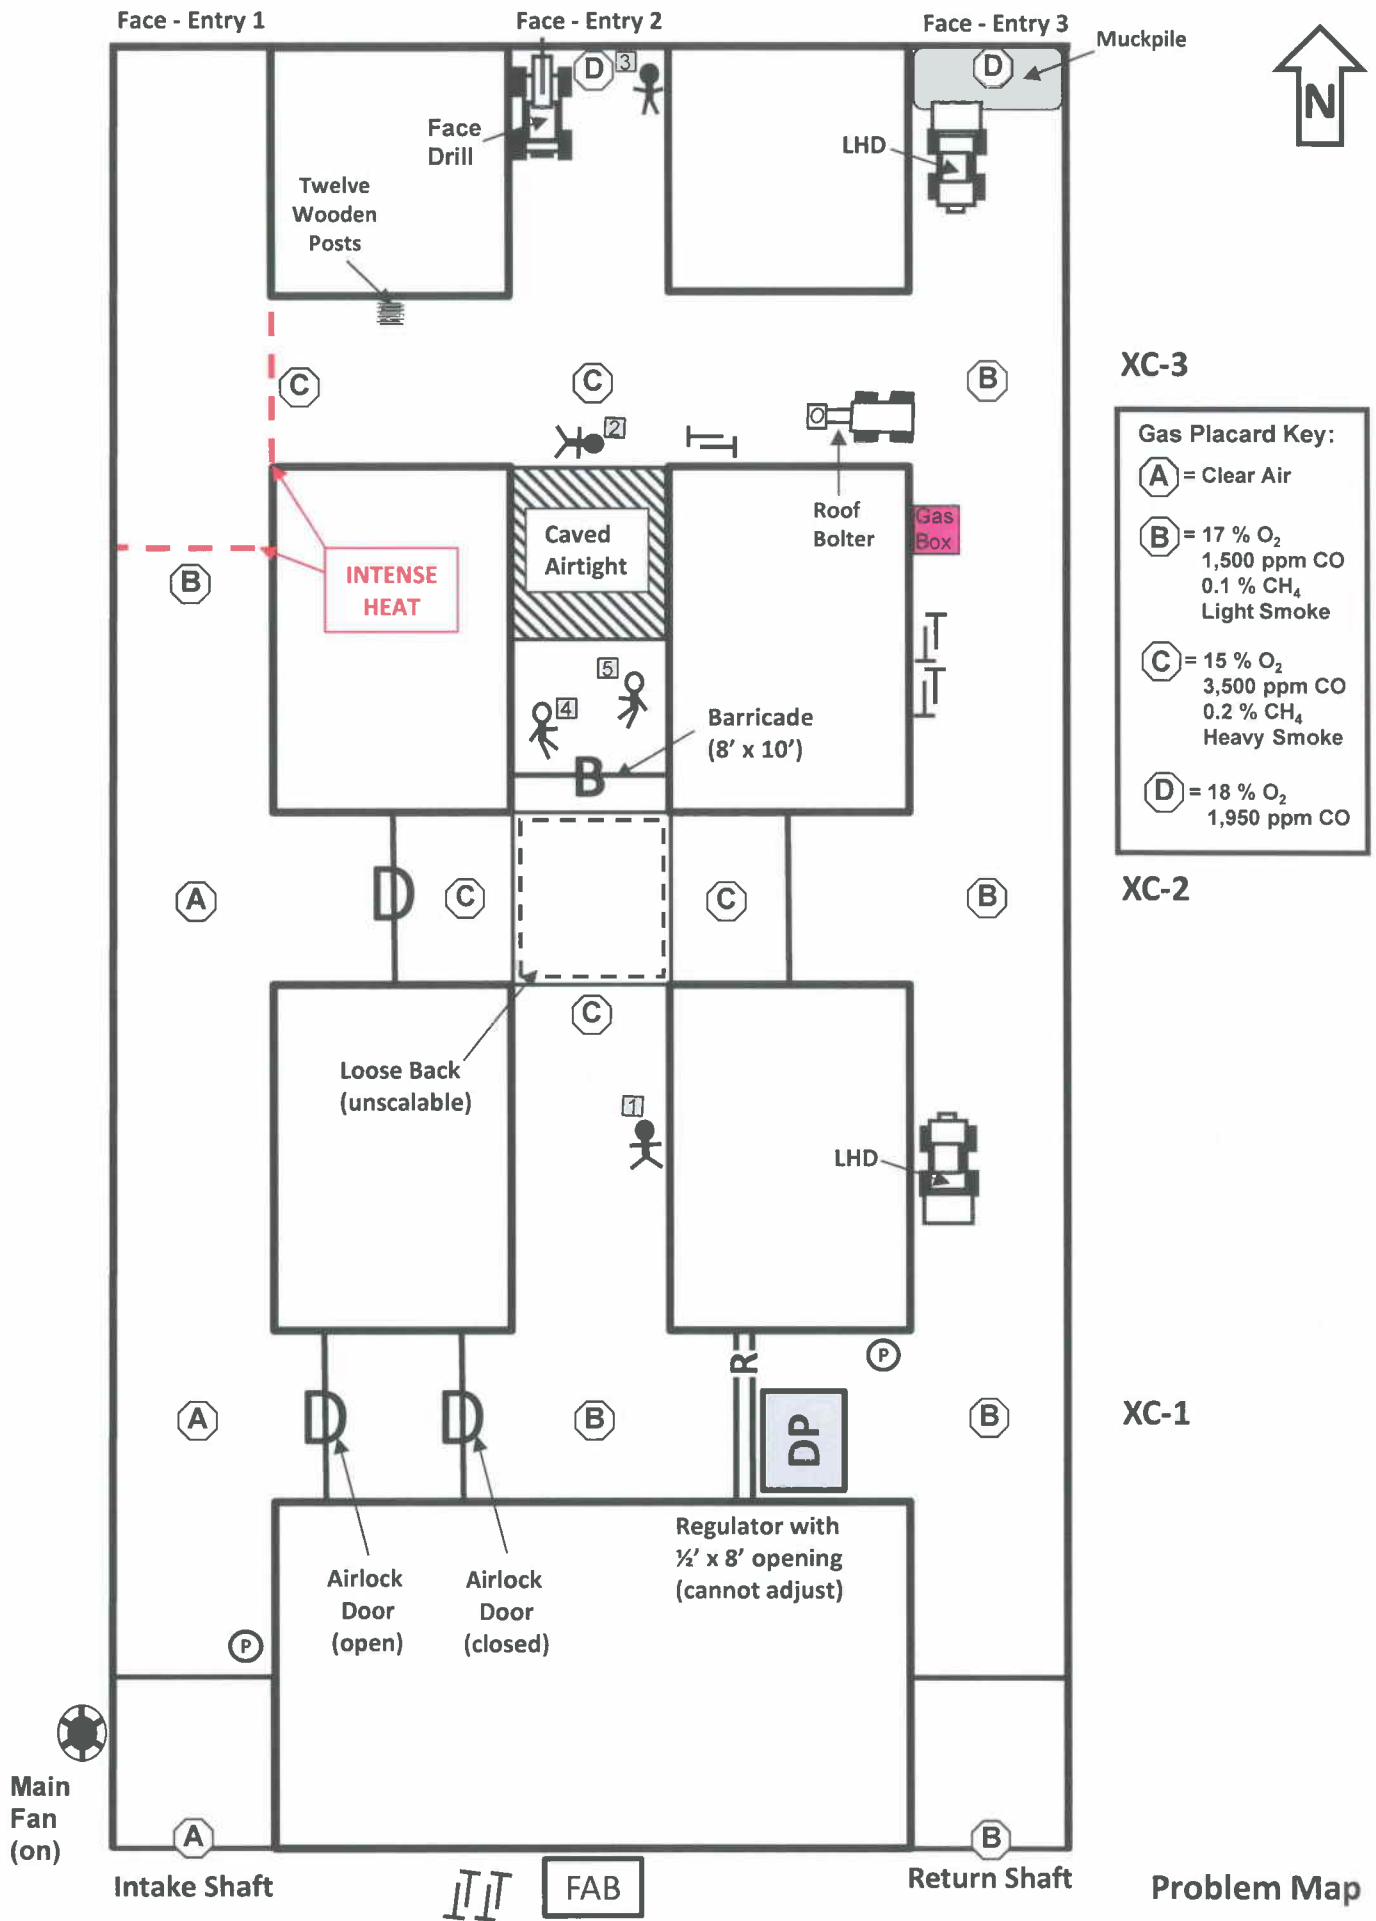 Face - Entry 1
Face - Entry 2
Face - Entry 3
Muckpile
N
D
3
D
Face
Drill
LHD
Twelve
Wooden
Posts
XC-3
C
C
B
2
O
Gas Placard Key:
A = Clear Air
B = 17 % O₂
1,500 ppm CO
0.1 % CH₄
Light Smoke
C = 15 % O₂
3,500 ppm CO
0.2 % CH₄
Heavy Smoke
D = 18 % O₂
1,950 ppm CO
Roof
Bolter
Gas
Box
Caved
Airtight
INTENSE
HEAT
B
5
4
Barricade
(8' x 10')
B
XC-2
A
D
C
C
B
C
Loose Back
(unscalable)
1
LHD
R
P
XC-1
A
D
D
B
DP
B
Regulator with
½' x 8' opening
(cannot adjust)
Airlock
Door
(open)
Airlock
Door
(closed)
P
Main
Fan
(on)
A
B
Intake Shaft
FAB
Return Shaft
Problem Map